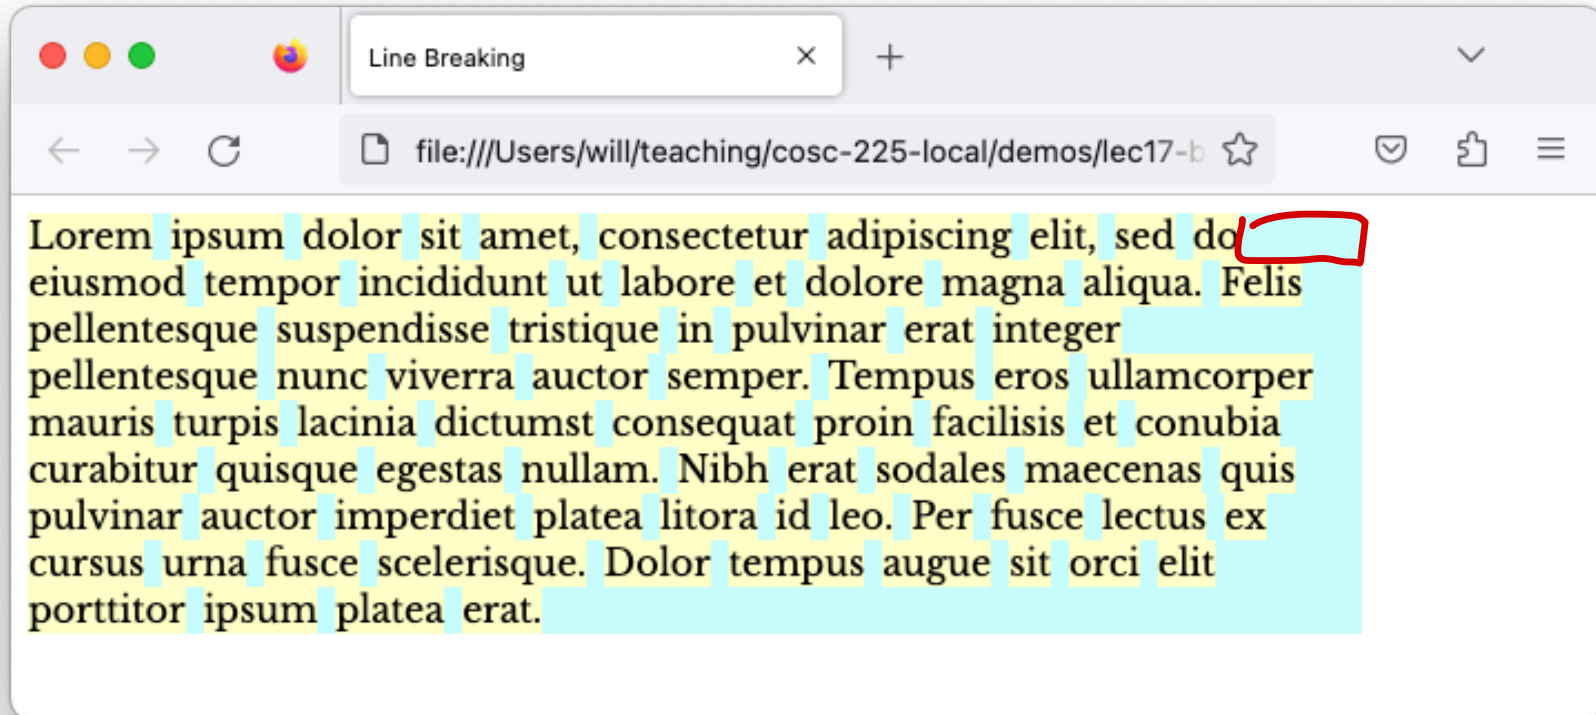 Line Breaking
file:///Users/will/teaching/cosc-225-local/demos/lec17-b
Lorem ipsum dolor sit amet, consectetur adipiscing elit, sed do
eiusmod tempor incididunt ut labore et dolore magna aliqua. Felis
pellentesque suspendisse tristique in pulvinar erat integer
pellentesque nunc viverra auctor semper. Tempus eros ullamcorper
mauris turpis lacinia dictumst consequat proin facilisis et conubia
curabitur quisque egestas nullam. Nibh erat sodales maecenas quis
pulvinar auctor imperdiet platea litora id leo. Per fusce lectus ex
cursus urna fusce scelerisque. Dolor tempus augue sit orci elit
porttitor ipsum platea erat.